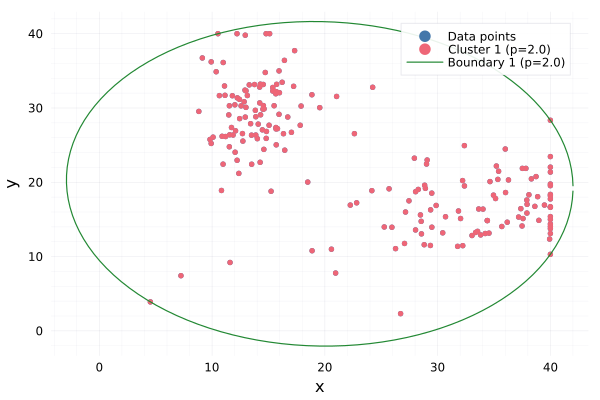 Data points
Cluster 1 (p=2.0)
Boundary 1 (p=2.0)
40
30
20
10
0
y
0 10 20 30 40
x